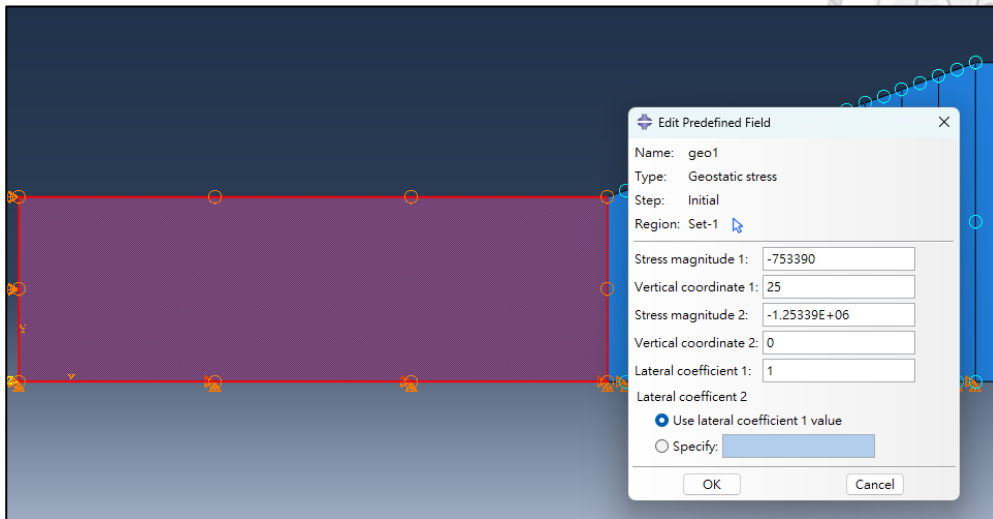 Edit Predefined Field
Name: geo1
Type: Geostatic stress
Step: Initial
Region: Set-1
Stress magnitude 1: -753390
Vertical coordinate 1: 25
Stress magnitude 2: -1.25339E+06
Vertical coordinate 2: 0
Lateral coefficient 1: 1
Lateral coefficent 2
Use lateral coefficient 1 value
Specify:
OK Cancel
Y
Z